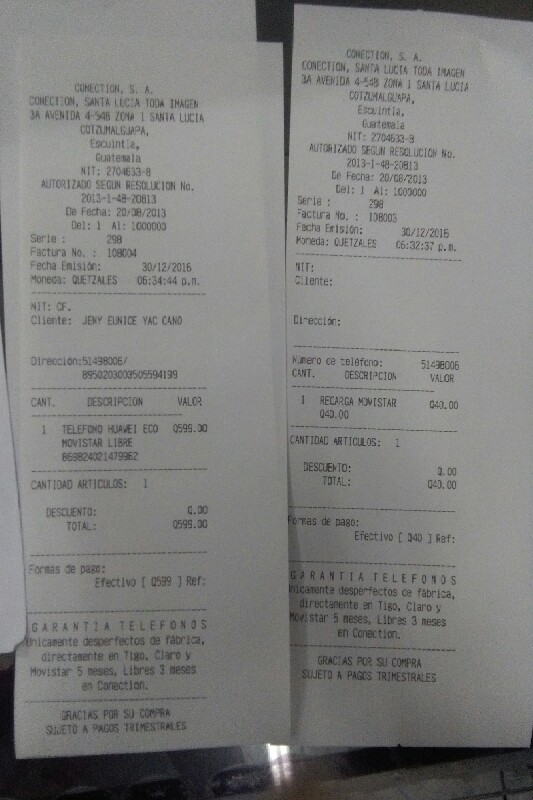 CONECTION, S. A.
CONECTION, SANTA LUCIA TODA IMAGEN
3A AVENIDA 4-548 ZONA 1 SANTA LUCIA
COTZUMALGUAPA,
Escuintla,
Guatemala
NIT: 2704633-8
AUTORIZADO SEGUN RESOLUCION No.
2013-1-48-20813
De Fecha: 20/08/2013
Del: 1 Al: 1000000
Serie : 298
Factura No. : 108004
Fecha Emisión: 30/12/2016
Moneda: QUETZALES 06:34:44 p.m.
NIT: CF.
Cliente: JENY EUNICE YAC CANO
Dirección:51498006/
8950203003505594199
CANT. DESCRIPCION VALOR
1 TELEFONO HUAWEI ECO Q599.00
MOVISTAR LIBRE
869824021479962
CANTIDAD ARTICULOS: 1
DESCUENTO: 0.00
TOTAL: Q599.00
Formas de pago:
Efectivo [ Q599 ] Ref:
GARANTIA TELEFONOS
Unicamente desperfectos de fábrica,
directamente en Tigo, Claro y
Movistar 5 meses, Libres 3 meses
en Conection.
GRACIAS POR SU COMPRA
SUJETO A PAGOS TRIMESTRALES
CONECTION, S. A.
CONECTION, SANTA LUCIA TODA IMAGEN
3A AVENIDA 4-548 ZONA 1 SANTA LUCIA
COTZUMALGUAPA,
Escuintla,
Guatemala
NIT: 2704633-8
AUTORIZADO SEGUN RESOLUCION No.
2013-1-48-20813
De Fecha: 20/08/2013
Del: 1 Al: 1000000
Serie : 298
Factura No. : 108003
Fecha Emisión: 30/12/2016
Moneda: QUETZALES 06:32:37 p.m.
NIT:
Cliente:
Dirección:
Número de teléfono: 51498006
CANT. DESCRIPCION VALOR
1 RECARGA MOVISTAR Q40.00
Q40.00
CANTIDAD ARTICULOS: 1
DESCUENTO: 0.00
TOTAL: Q40.00
Formas de pago:
Efectivo [ Q40 ] Ref:
GARANTIA TELEFONOS
Unicamente desperfectos de fábrica,
directamente en Tigo, Claro y
Movistar 5 meses, Libres 3 meses
en Conection.
GRACIAS POR SU COMPRA
SUJETO A PAGOS TRIMESTRALES